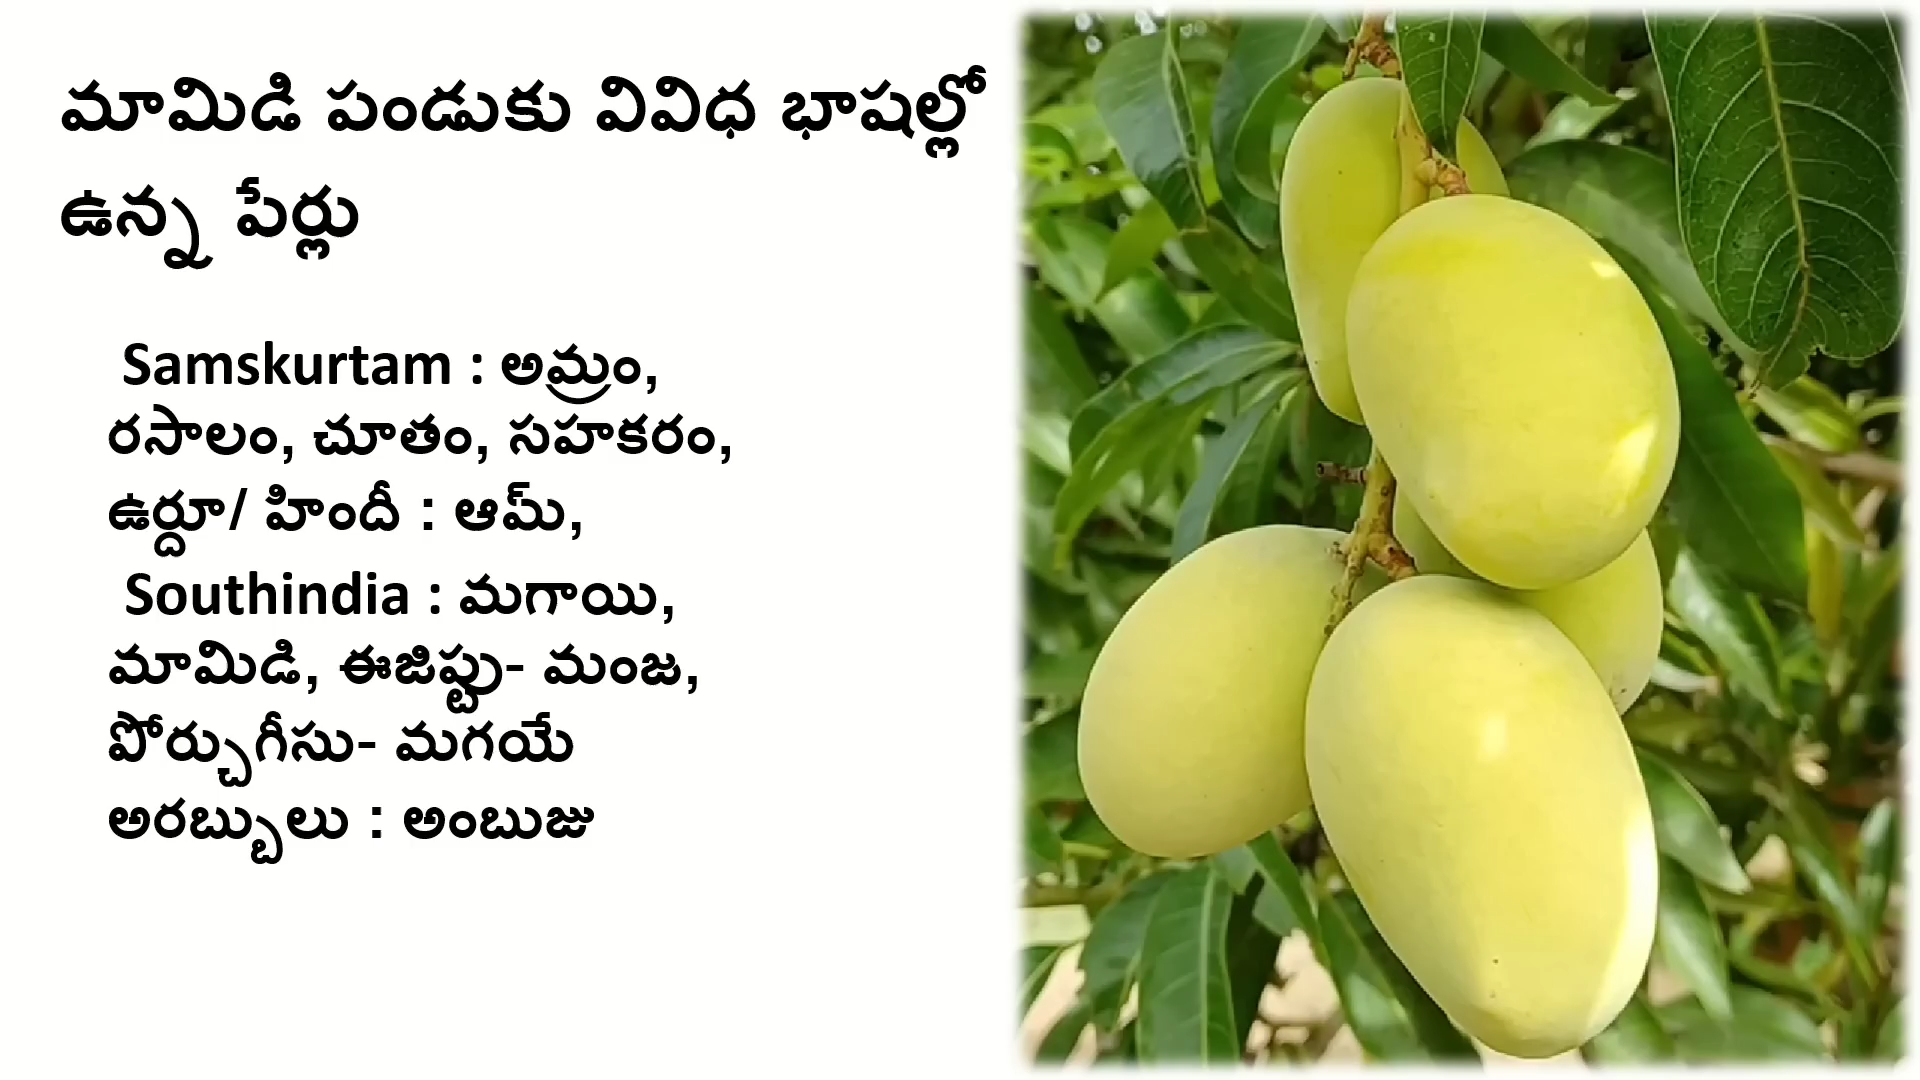 మామిడి పండుకు వివిధ భాషల్లో
ఉన్న పేర్లు
Samskurtam : అమ్రం,
రసాలం, చూతం, సహకరం,
ఉర్దూ/ హిందీ : ఆమ్,
Southindia : మగాయి,
మామిడి, ఈజిప్టు- మంజ,
పోర్చుగీసు- మగయే
అరబ్బులు : అంబుజు